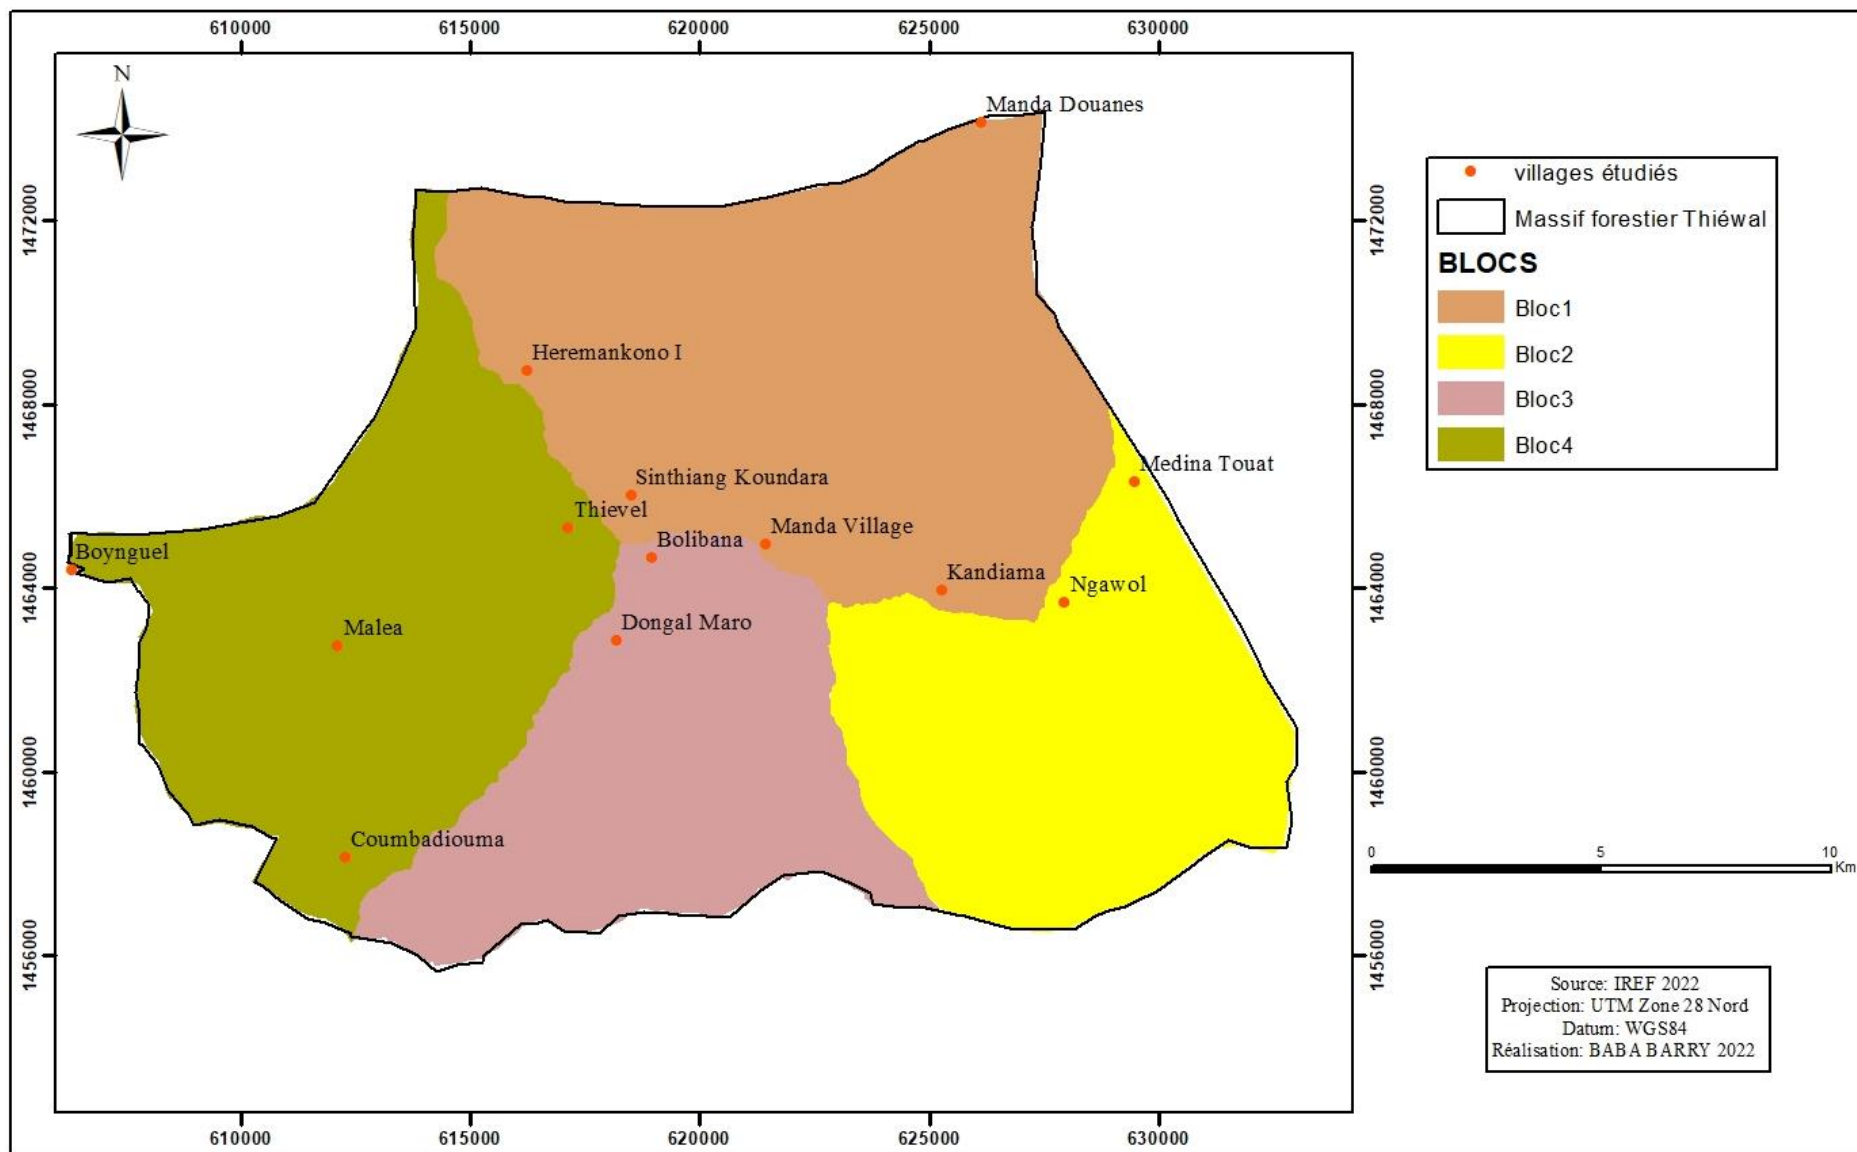 610000 615000 620000 625000 630000
N
Manda Douanes
villages étudiés
Massif forestier Thiéwal
BLOCS
Bloc1
Bloc2
Bloc3
Bloc4
1472000 1472000
Heremankono I
1468000 1468000
Medina Touat
Sinthiang Koundara
Thievel
Manda Village
Bolibana
Boynguel
Kandiama
Ngawol
1464000 1464000
Dongal Maro
Malea
1460000 1460000
Coumbadiouma
0 5 10
Km
1456000 1456000
Source: IREF 2022
Projection: UTM Zone 28 Nord
Datum: WGS84
Réalisation: BABA BARRY 2022
610000 615000 620000 625000 630000